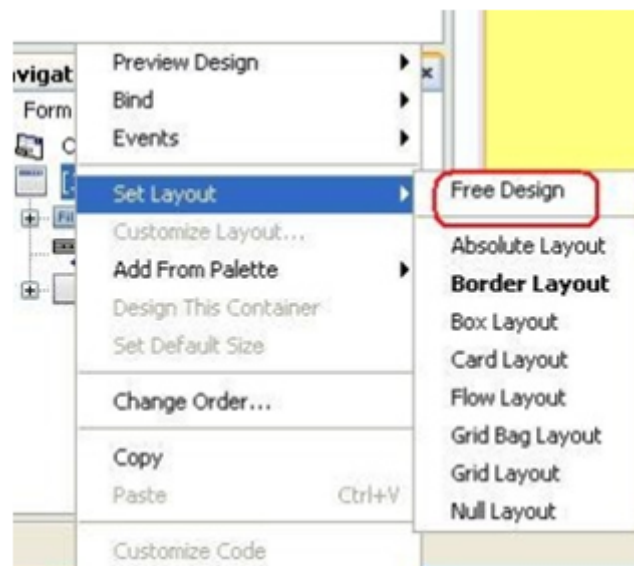 Preview Design
Bind
Events
Form
Set Layout
Customize Layout...
Add From Palette
Design This Container
Set Default Size
Change Order...
Copy
Paste Ctrl+V
Customize Code
Free Design
Absolute Layout
Border Layout
Box Layout
Card Layout
Flow Layout
Grid Bag Layout
Grid Layout
Null Layout